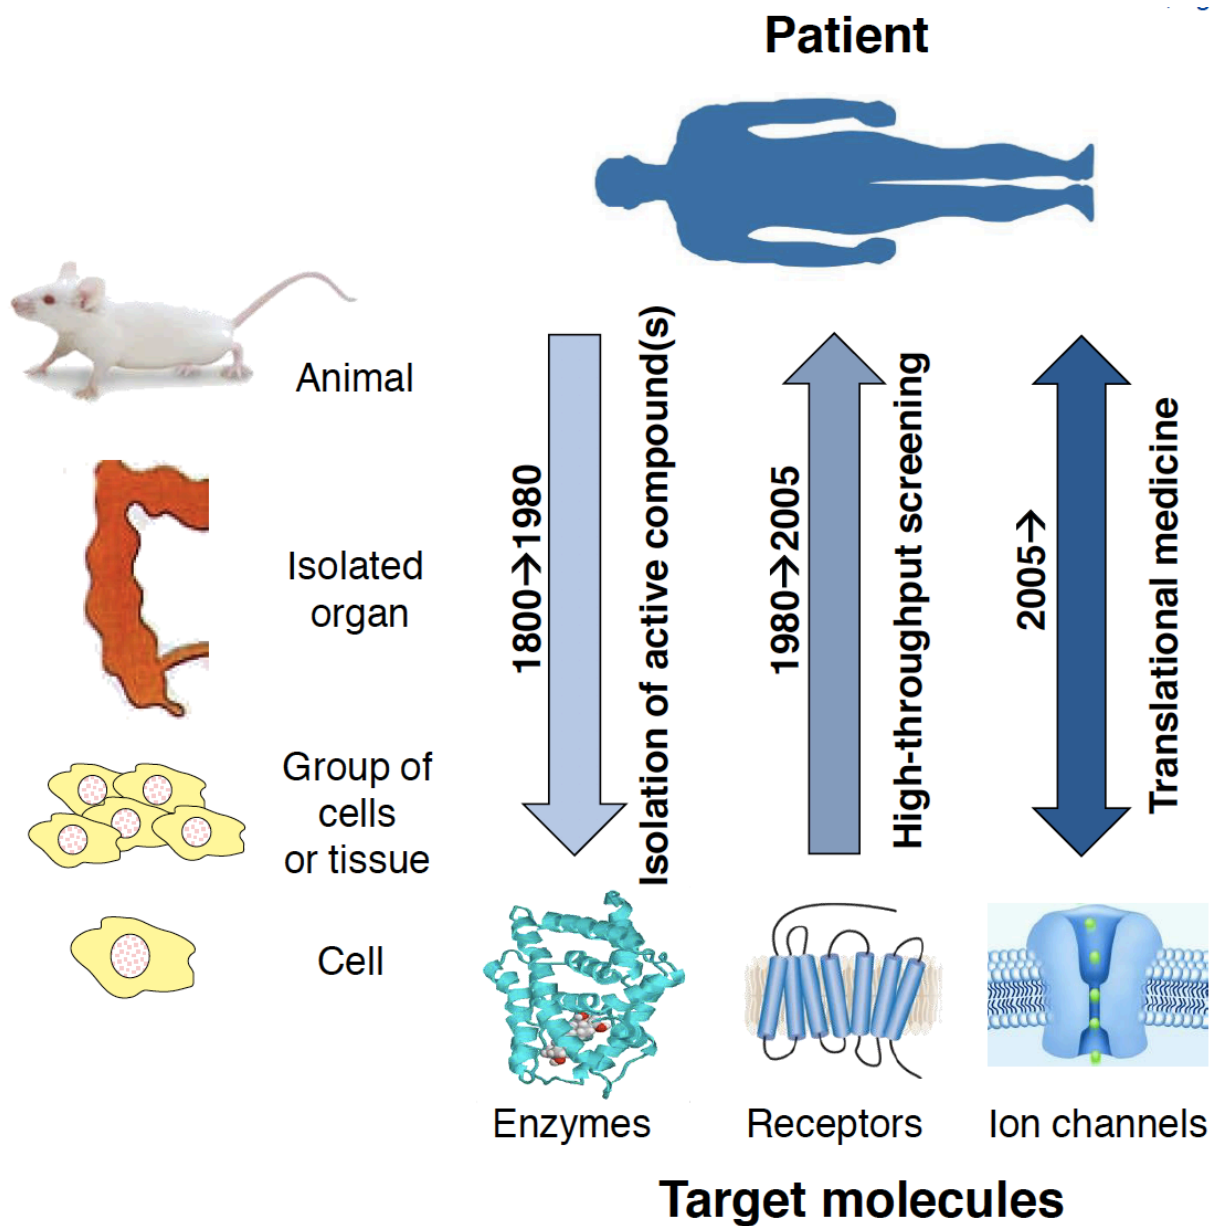 Patient
Animal
Isolated
organ
Group of
cells
or tissue
Cell
1800→1980
Isolation of active compound(s)
1980→2005
High-throughput screening
2005→
Translational medicine
Enzymes
Receptors
Ion channels
Target molecules